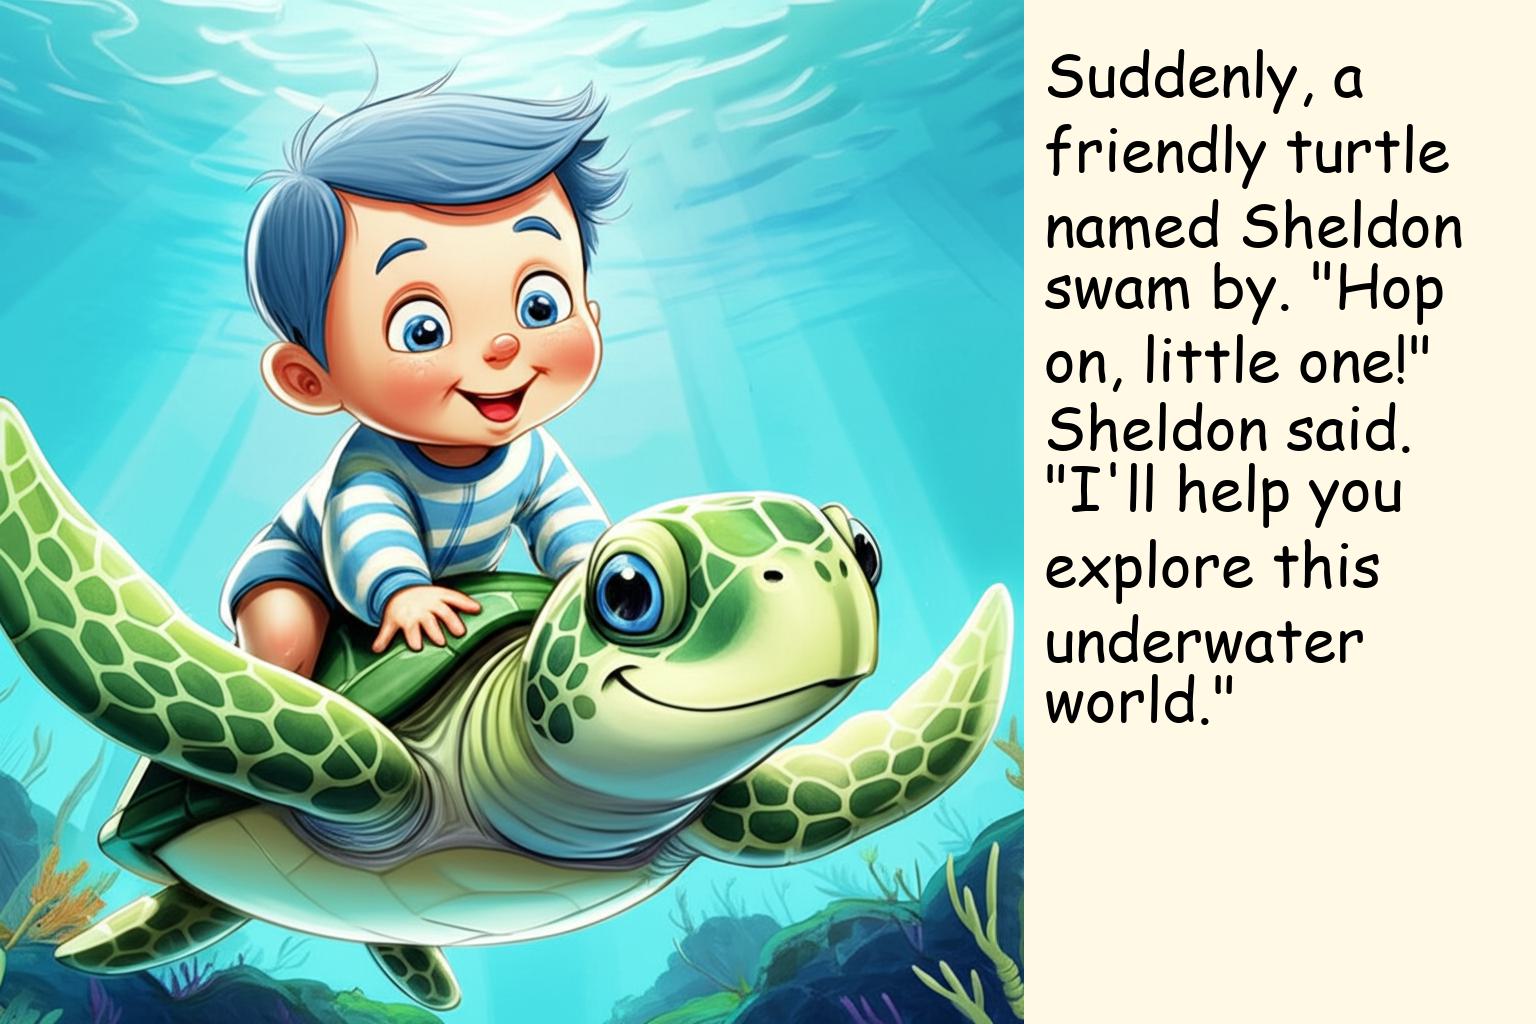 Suddenly, a
friendly turtle
named Sheldon
swam by. "Hop
on, little one!"
Sheldon said.
"I'll help you
explore this
underwater
world."